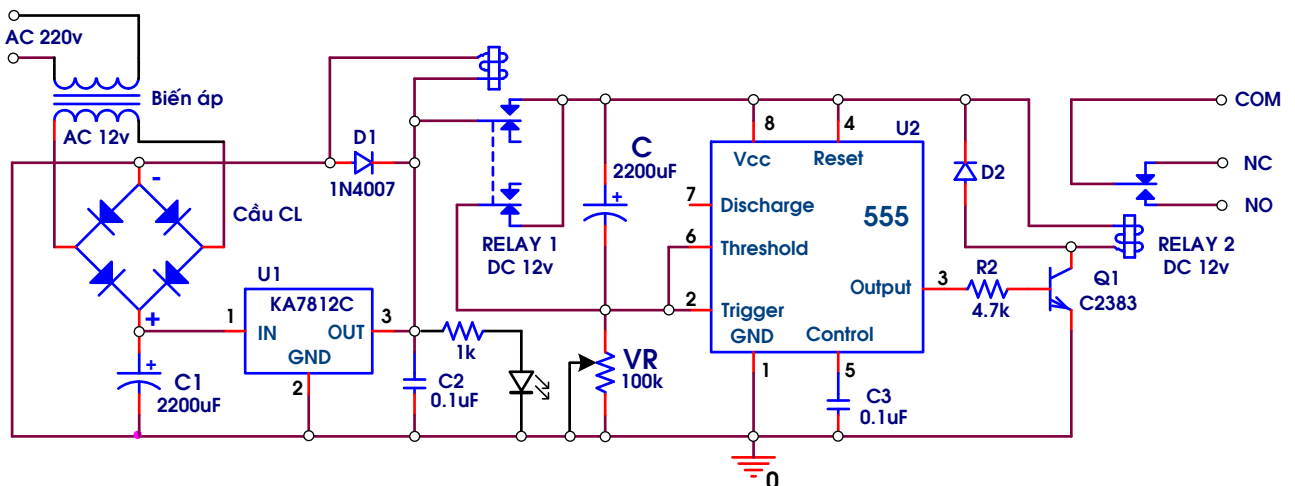 AC 220v
Biến áp
AC 12v
D1
1N4007
-
Cầu CL
+
U1
KA7812C
1
IN
OUT
3
GND
2
+
C1
2200uF
1k
C2
0.1uF
RELAY 1
DC 12v
C
2200uF
+
VR
100k
8
4
U2
Vcc
Reset
7
Discharge
555
6
Threshold
Output
3
2
Trigger
GND
Control
1
5
C3
0.1uF
0
D2
R2
4.7k
Q1
C2383
COM
NC
NO
RELAY 2
DC 12v